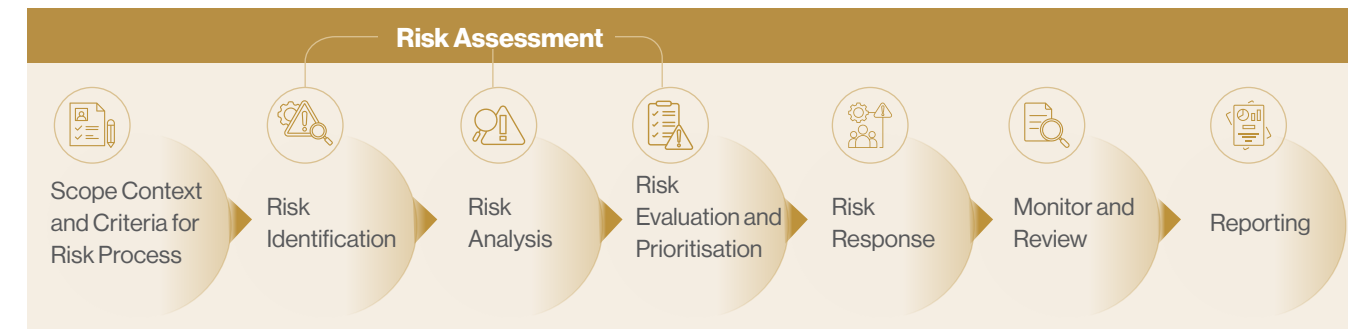 Risk Assessment
Scope Context
and Criteria for
Risk Process
Risk
Identification
Risk
Analysis
Risk
Evaluation and
Prioritisation
Risk
Response
Monitor and
Review
Reporting